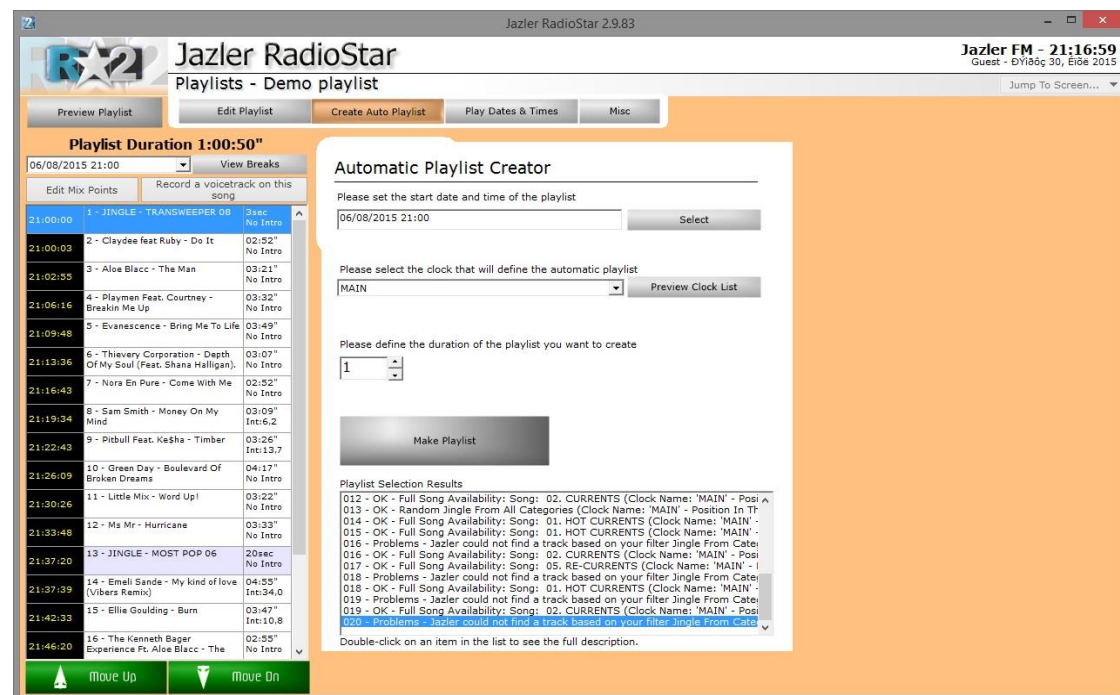 Jazler RadioStar 2.9.83
R☆2
Jazler RadioStar
Jazler FM - 21:16:59
Guest - ÐÝìðôç 30, Éïõë 2015
Playlists - Demo playlist
Jump To Screen...
Preview Playlist
Edit Playlist
Create Auto Playlist
Play Dates & Times
Misc
Playlist Duration 1:00:50"
06/08/2015 21:00
View Breaks
Edit Mix Points
Record a voicetrack on this song
21:00:00 1 - JINGLE - TRANSWEEPER 08 3sec No Intro
21:00:03 2 - Claydee feat Ruby - Do It 02:52" No Intro
21:02:55 3 - Aloe Blacc - The Man 03:21" No Intro
21:06:16 4 - Playmen Feat. Courtney - Breakin Me Up 03:32" No Intro
21:09:48 5 - Evanescence - Bring Me To Life 03:49" No Intro
21:13:36 6 - Thievery Corporation - Depth Of My Soul (Feat. Shana Halligan). 03:07" No Intro
21:16:43 7 - Nora En Pure - Come With Me 02:52" No Intro
21:19:34 8 - Sam Smith - Money On My Mind 03:09" Int:6,2
21:22:43 9 - Pitbull Feat. Ke$ha - Timber 03:26" Int:13,7
21:26:09 10 - Green Day - Boulevard Of Broken Dreams 04:17" No Intro
21:30:26 11 - Little Mix - Word Up! 03:22" No Intro
21:33:48 12 - Ms Mr - Hurricane 03:33" No Intro
21:37:20 13 - JINGLE - MOST POP 06 20sec No Intro
21:37:39 14 - Emeli Sande - My kind of love (Vibers Remix) 04:55" Int:34,0
21:42:33 15 - Ellie Goulding - Burn 03:47" Int:10,8
21:46:20 16 - The Kenneth Bager Experience Ft. Aloe Blacc - The 02:55" No Intro
Move Up
Move Dn
Automatic Playlist Creator
Please set the start date and time of the playlist
06/08/2015 21:00
Select
Please select the clock that will define the automatic playlist
MAIN
Preview Clock List
Please define the duration of the playlist you want to create
1
Make Playlist
Playlist Selection Results
012 - OK - Full Song Availability: Song: 02. CURRENTS (Clock Name: 'MAIN' - Posi
013 - OK - Random Jingle From All Categories (Clock Name: 'MAIN' - Position In Th
014 - OK - Full Song Availability: Song: 01. HOT CURRENTS (Clock Name: 'MAIN' -
015 - OK - Full Song Availability: Song: 01. HOT CURRENTS (Clock Name: 'MAIN' -
016 - Problems - Jazler could not find a track based on your filter Jingle From Cate
016 - OK - Full Song Availability: Song: 02. CURRENTS (Clock Name: 'MAIN' - Posi
017 - OK - Full Song Availability: Song: 05. RE-CURRENTS (Clock Name: 'MAIN' -
018 - Problems - Jazler could not find a track based on your filter Jingle From Cate
018 - OK - Full Song Availability: Song: 01. HOT CURRENTS (Clock Name: 'MAIN' -
019 - Problems - Jazler could not find a track based on your filter Jingle From Cate
019 - OK - Full Song Availability: Song: 02. CURRENTS (Clock Name: 'MAIN' - Posi
020 - Problems - Jazler could not find a track based on your filter Jingle From Cate
Double-click on an item in the list to see the full description.